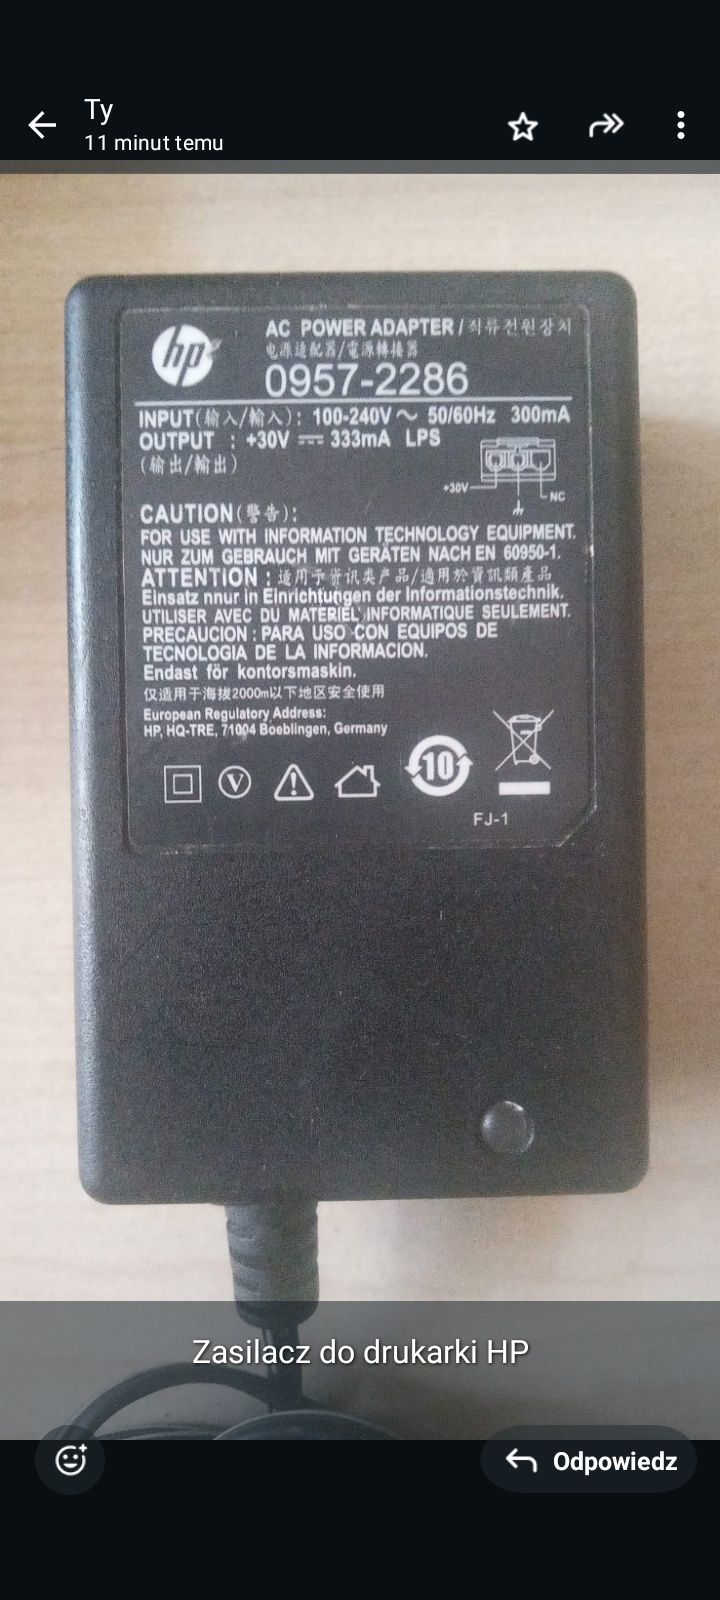 Ty
11 minut temu
hp
AC POWER ADAPTER / 직류전원장치
电源适配器/電源轉接器
0957-2286
INPUT(输入/輸入): 100-240V ~ 50/60Hz 300mA
OUTPUT : +30V ⎓ 333mA LPS
(输出/輸出)
+30V
NC
CAUTION(警告):
FOR USE WITH INFORMATION TECHNOLOGY EQUIPMENT.
NUR ZUM GEBRAUCH MIT GERÄTEN NACH EN 60950-1.
ATTENTION : 适用于资讯类产品/適用於資訊類產品
Einsatz nnur in Einrichtungen der Informationstechnik.
UTILISER AVEC DU MATERIEL INFORMATIQUE SEULEMENT.
PRECAUCION : PARA USO CON EQUIPOS DE
TECNOLOGIA DE LA INFORMACION.
Endast för kontorsmaskin.
仅适用于海拔2000m以下地区安全使用
European Regulatory Address:
HP, HQ-TRE, 71004 Boeblingen, Germany
V
10
FJ-1
Zasilacz do drukarki HP
Odpowiedz